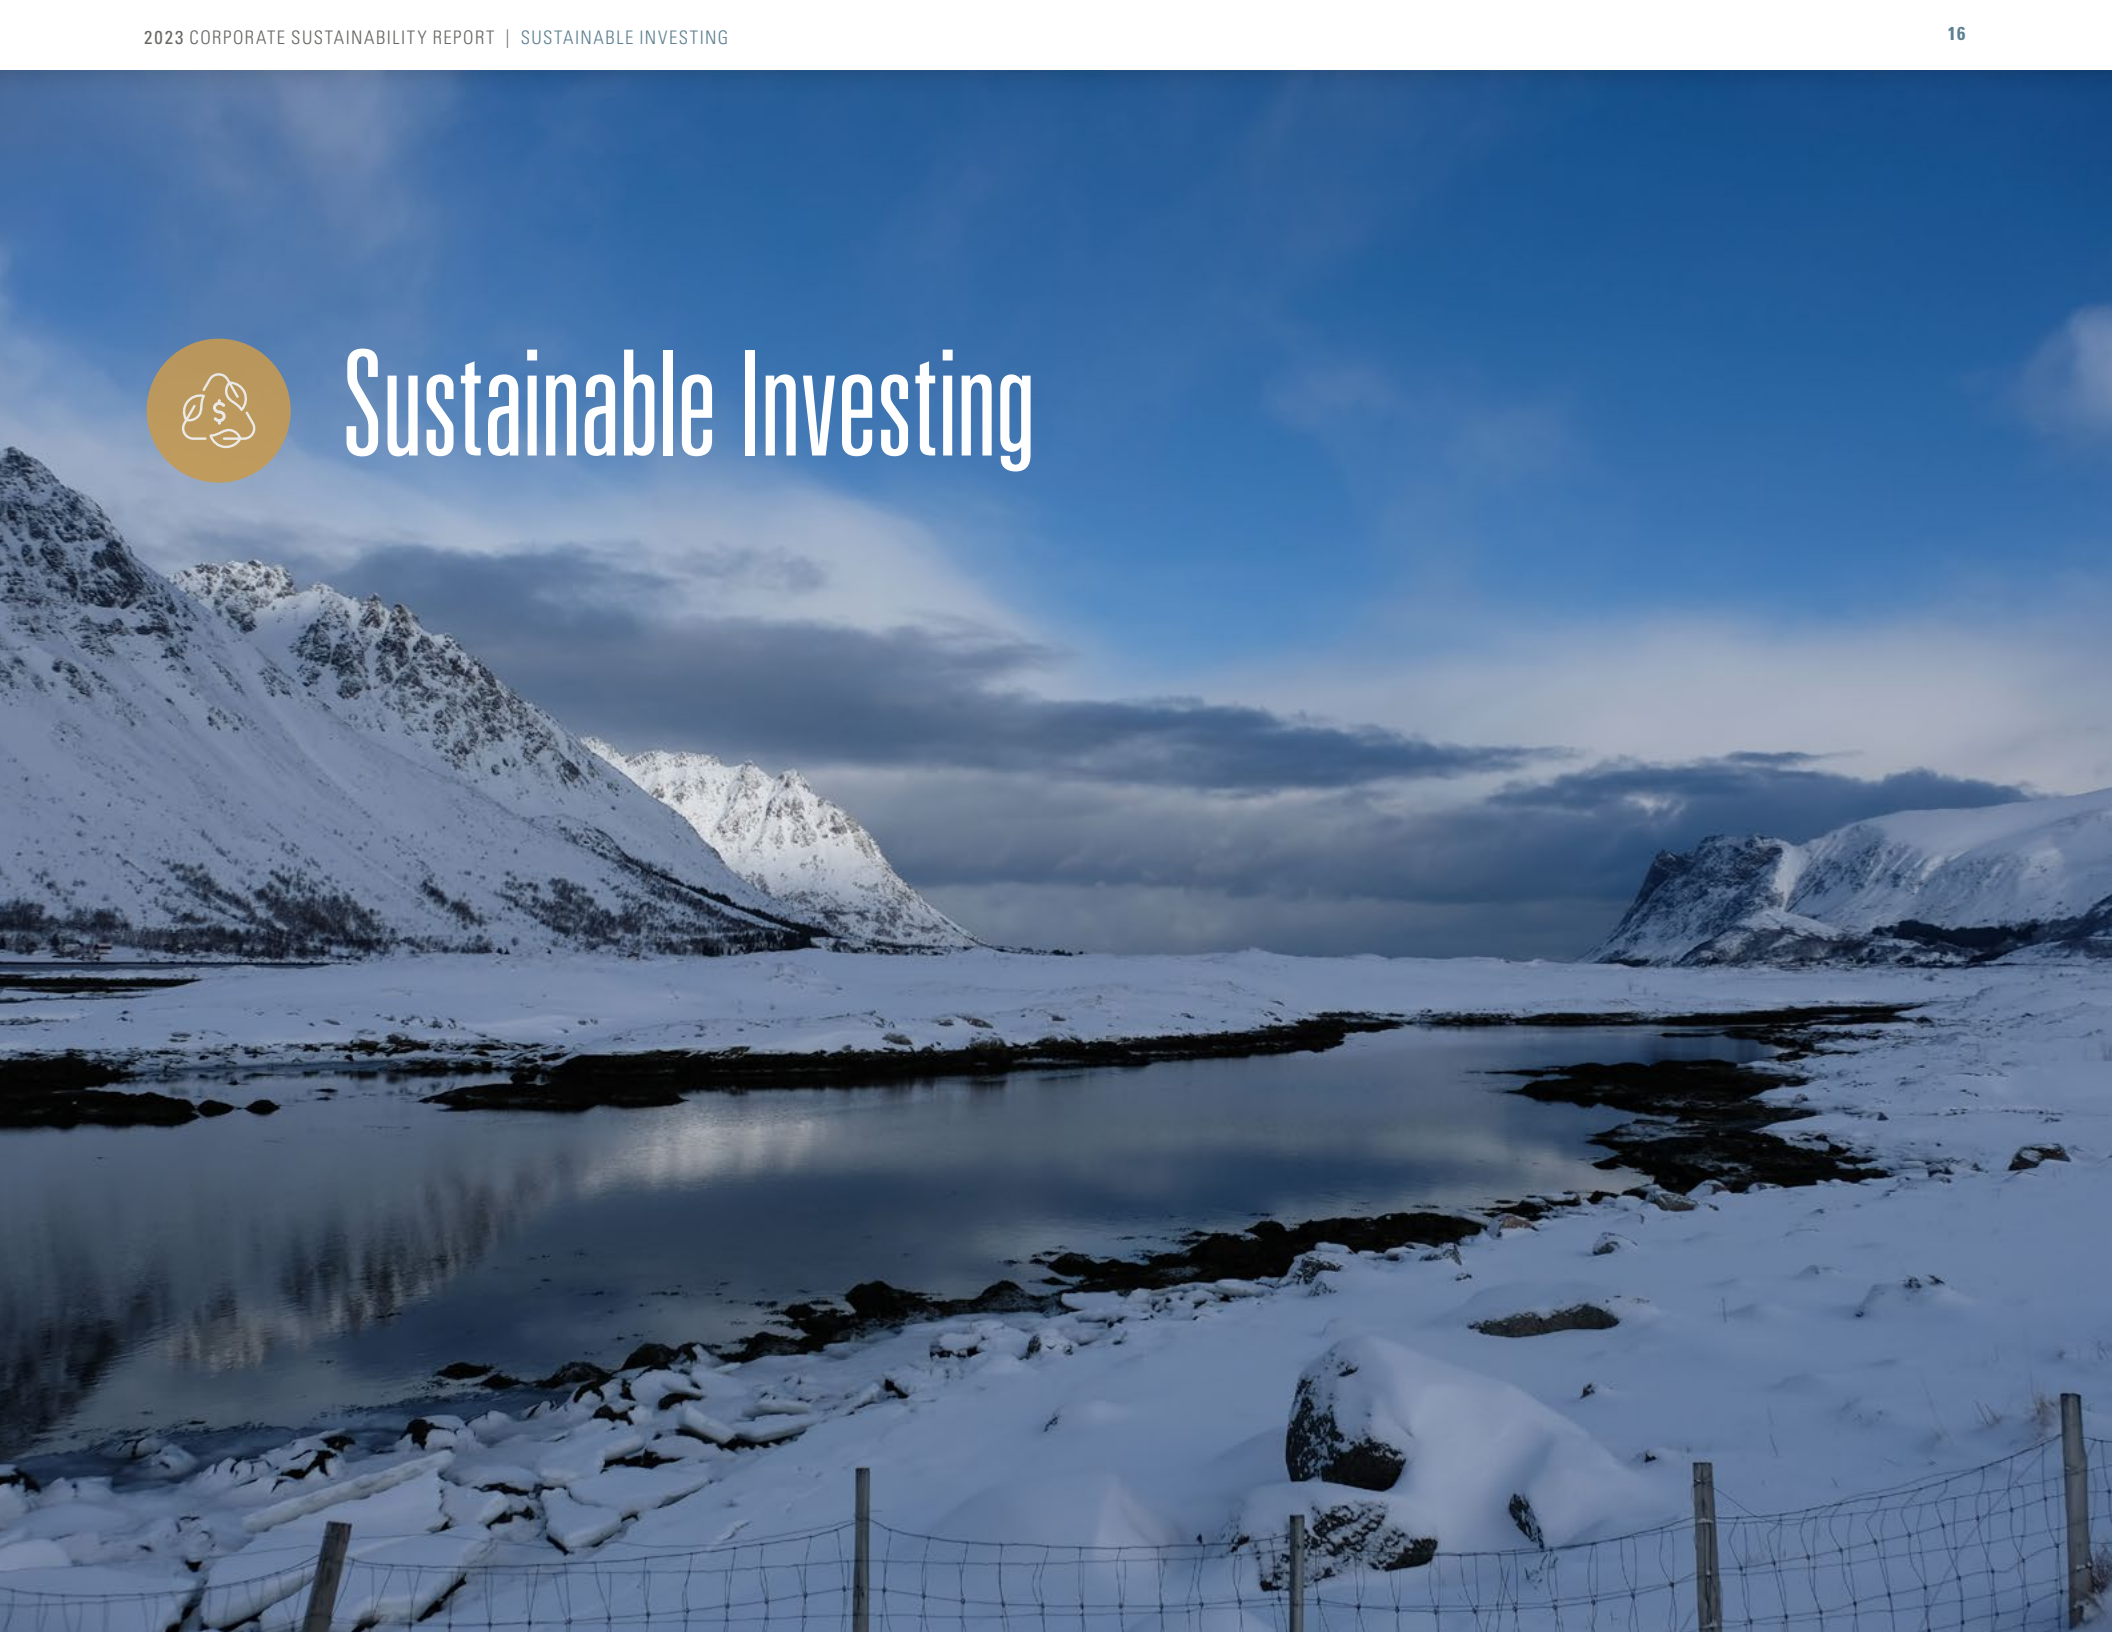 2023 CORPORATE SUSTAINABILITY REPORT | SUSTAINABLE INVESTING
16
$
Sustainable Investing